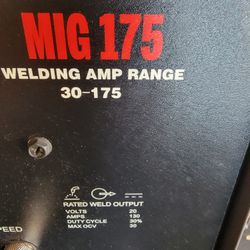 MIG 175
WELDING AMP RANGE
30-175
RATED WELD OUTPUT
VOLTS 20
AMPS 130
DUTY CYCLE 30%
MAX OCV 30
PEED